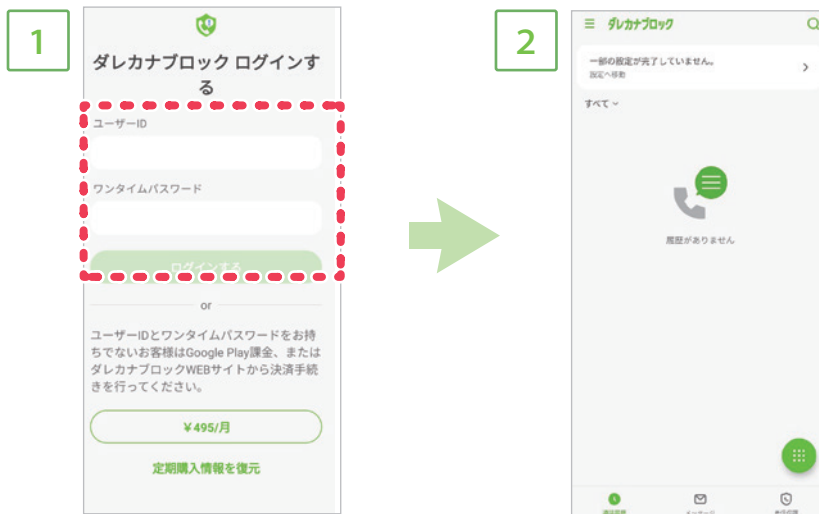 1
ダレカナブロック ログインす
る
ユーザーID
ワンタイムパスワード
ログインする
or
ユーザーIDとワンタイムパスワードをお持
ちでないお客様はGoogle Play課金、または
ダレカナブロックWEBサイトから決済手続
きを行ってください。
¥495/月
定期購入情報を復元
2
ダレカナブロック
一部の設定が完了していません。
設定へ移動
すべて
履歴がありません